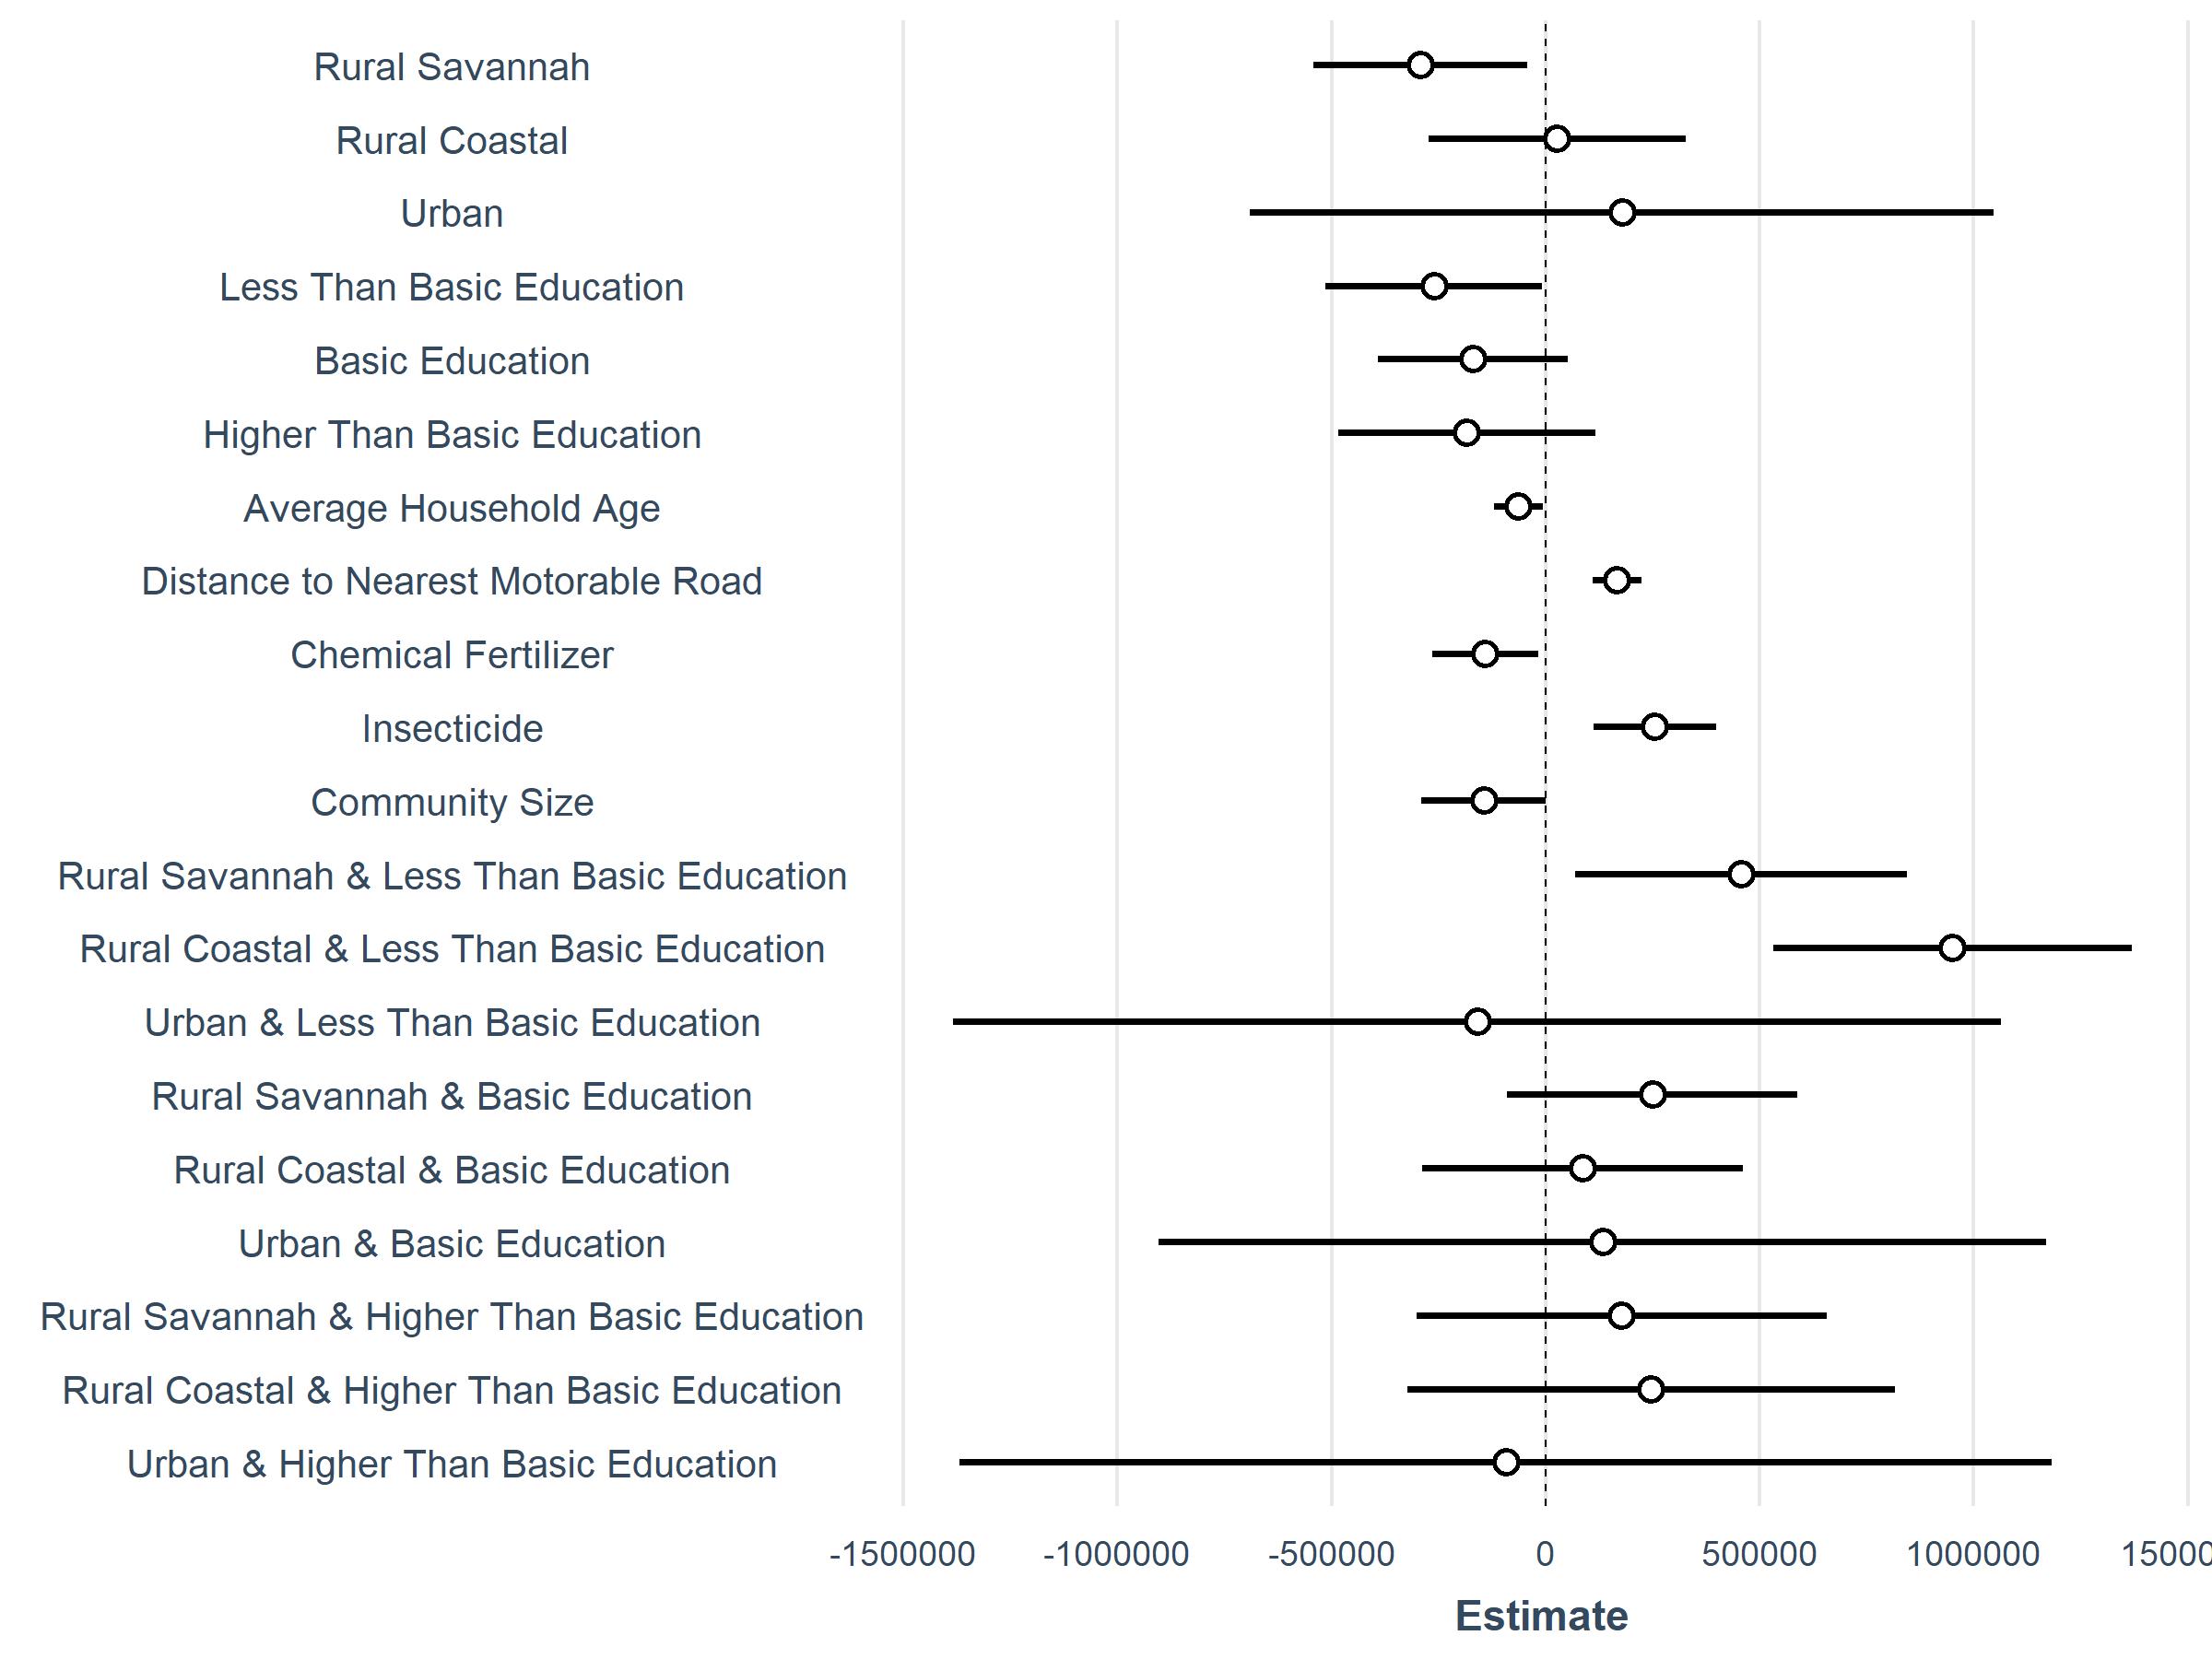 Rural Savannah
Rural Coastal
Urban
Less Than Basic Education
Basic Education
Higher Than Basic Education
Average Household Age
Distance to Nearest Motorable Road
Chemical Fertilizer
Insecticide
Community Size
Rural Savannah & Less Than Basic Education
Rural Coastal & Less Than Basic Education
Urban & Less Than Basic Education
Rural Savannah & Basic Education
Rural Coastal & Basic Education
Urban & Basic Education
Rural Savannah & Higher Than Basic Education
Rural Coastal & Higher Than Basic Education
Urban & Higher Than Basic Education
-1500000 -1000000 -500000 0 500000 1000000 15000
Estimate